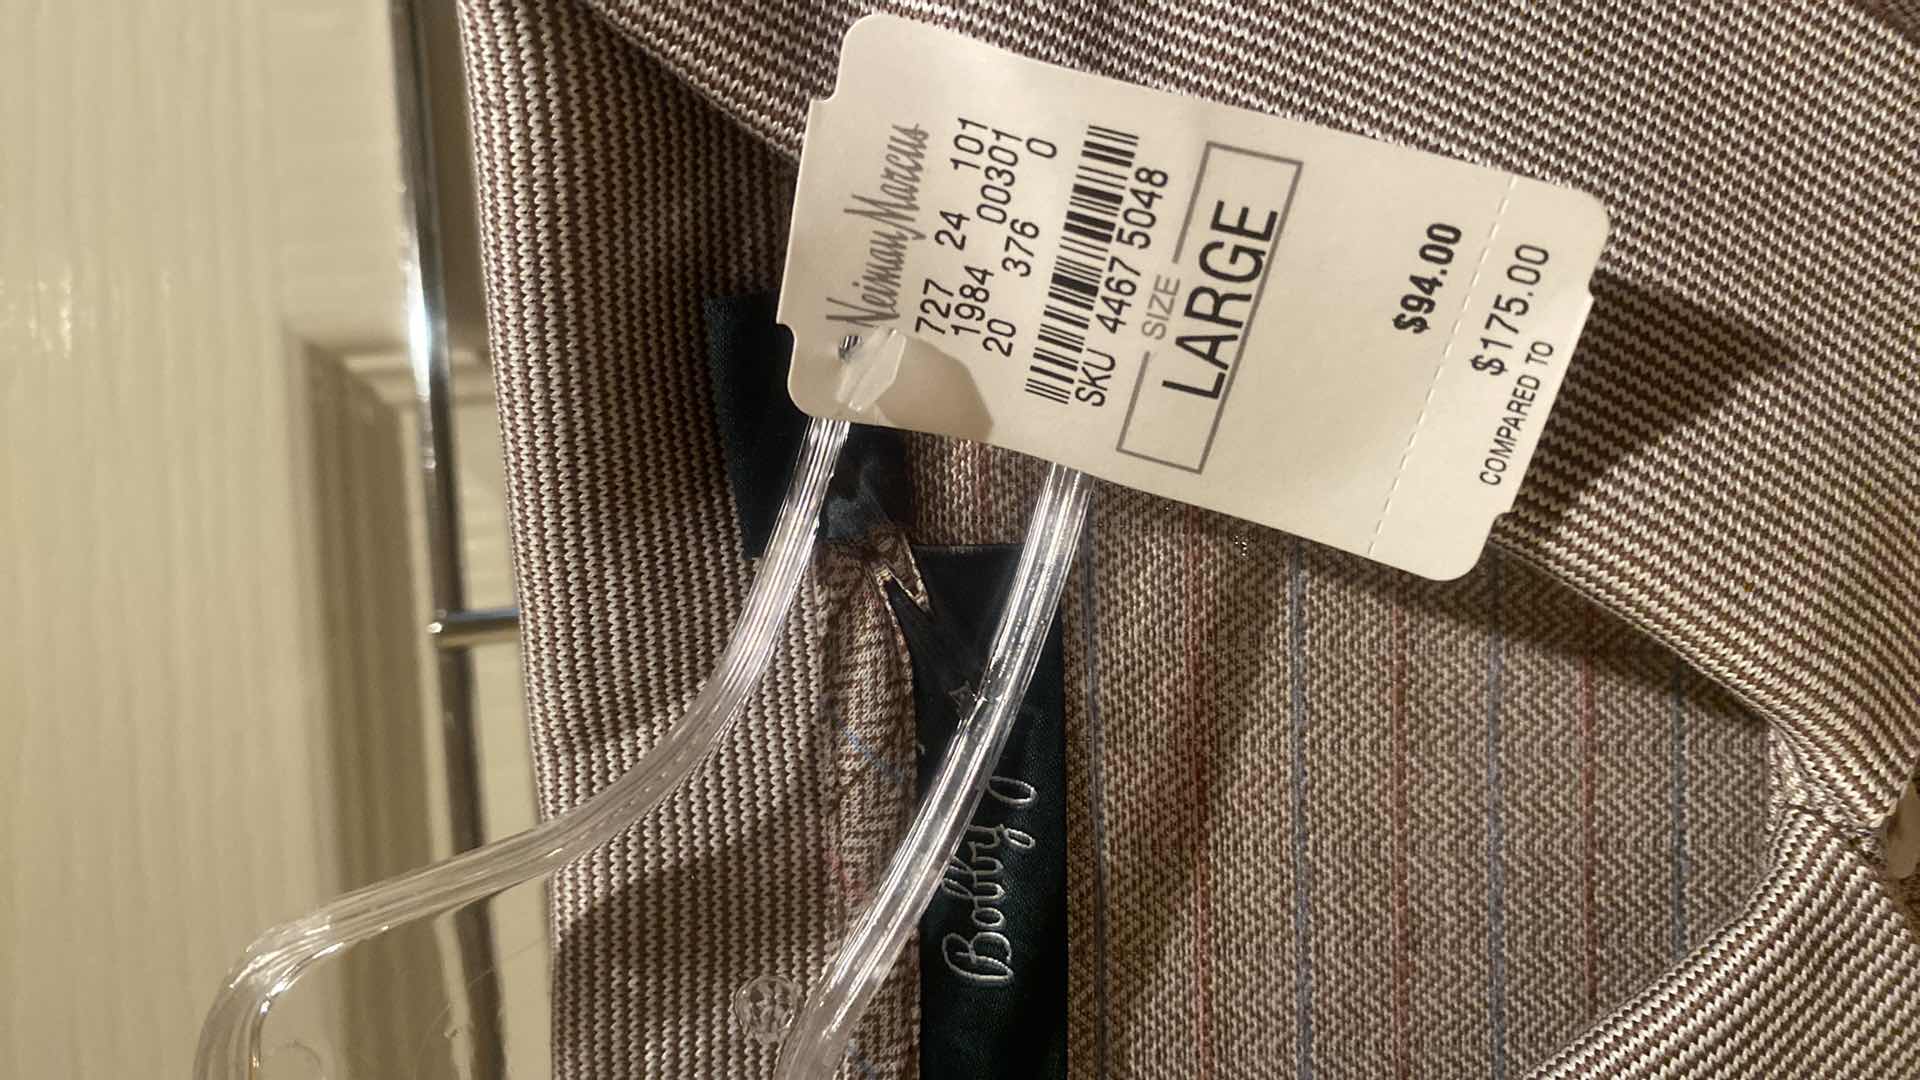 Neiman Marcus
727 24 101
1984 00301
20 376 0
SKU 4467 5048
SIZE
LARGE
$94.00
$175.00
COMPARED TO
Bobby